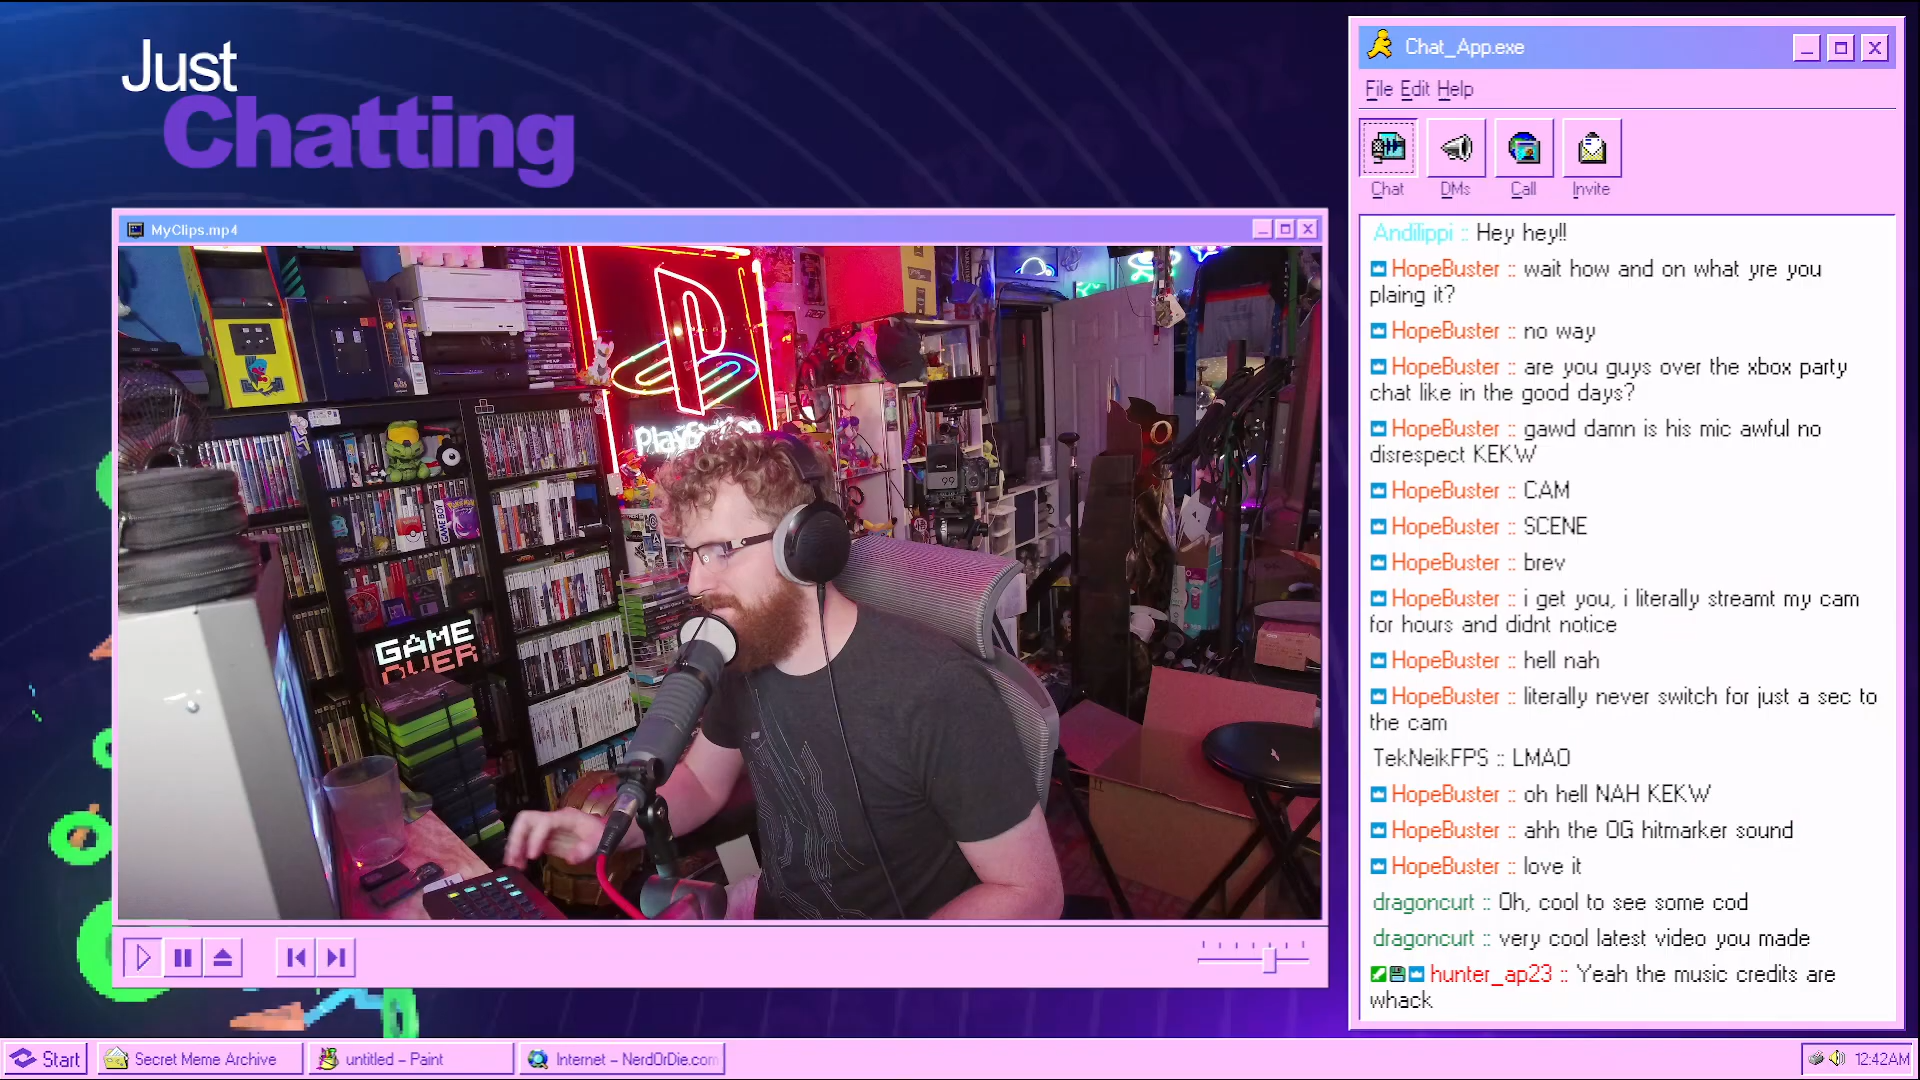 Just
Chatting
MyClips.mp4
PlayStation
GAME
OVER
GAME BOY
99
Chat_App.exe
File Edit Help
Chat DMs Call Invite
Andilippi :: Hey hey!!
HopeBuster :: wait how and on what yre you
plaing it?
HopeBuster :: no way
HopeBuster :: are you guys over the xbox party
chat like in the good days?
HopeBuster :: gawd damn is his mic awful no
disrespect KEKW
HopeBuster :: CAM
HopeBuster :: SCENE
HopeBuster :: brev
HopeBuster :: i get you, i literally streamt my cam
for hours and didnt notice
HopeBuster :: hell nah
HopeBuster :: literally never switch for just a sec to
the cam
TekNeikFPS :: LMAO
HopeBuster :: oh hell NAH KEKW
HopeBuster :: ahh the OG hitmarker sound
HopeBuster :: love it
dragoncurt :: Oh, cool to see some cod
dragoncurt :: very cool latest video you made
hunter_ap23 :: Yeah the music credits are
whack
Start
Secret Meme Archive
untitled - Paint
Internet - NerdOrDie.com
12:42AM